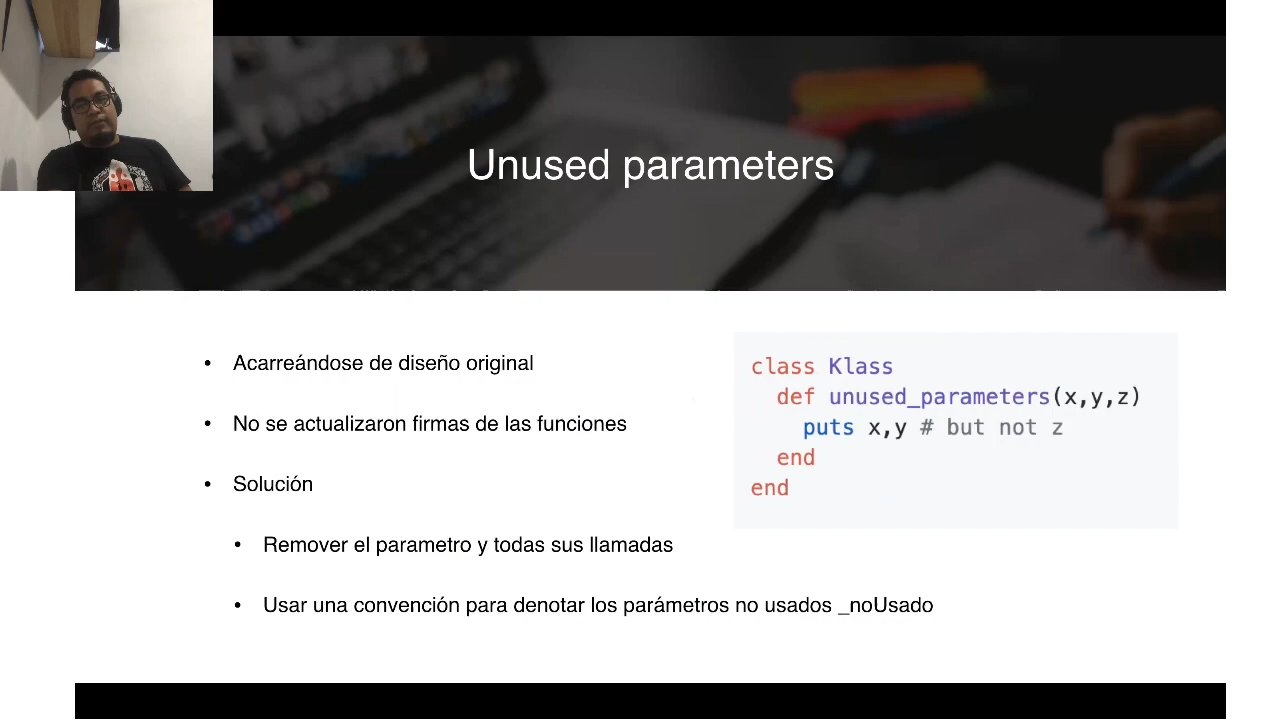 Unused parameters
• Acarreándose de diseño original
• No se actualizaron firmas de las funciones
• Solución
• Remover el parametro y todas sus llamadas
• Usar una convención para denotar los parámetros no usados _noUsado
class Klass
  def unused_parameters(x,y,z)
    puts x,y # but not z
  end
end